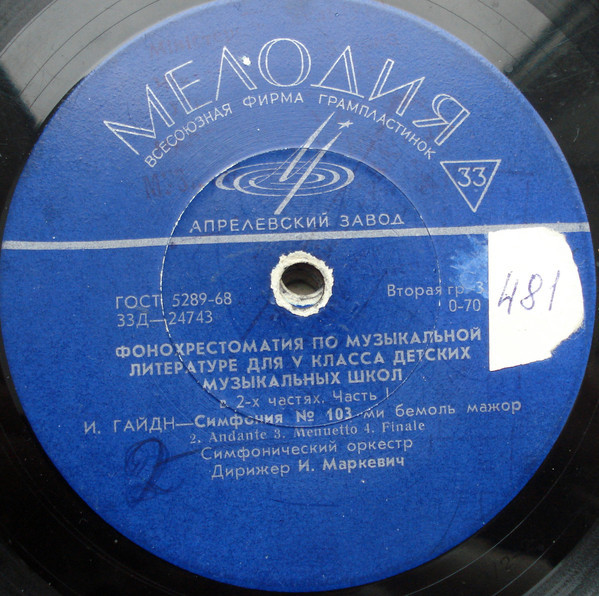 МЕЛОДИЯ
ВСЕСОЮЗНАЯ ФИРМА ГРАМПЛАСТИНОК
33
АПРЕЛЕВСКИЙ ЗАВОД
ГОСТ 5289-68
Вторая гр. 3
33Д—24743
0-70
481
ФОНОХРЕСТОМАТИЯ ПО МУЗЫКАЛЬНОЙ
ЛИТЕРАТУРЕ ДЛЯ V КЛАССА ДЕТСКИХ
МУЗЫКАЛЬНЫХ ШКОЛ
в 2-х частях. Часть I
И. ГАЙДН—Симфония № 103 ми бемоль мажор
2. Andante 3. Menuetto 4. Finale
Симфонический оркестр
Дирижер И. Маркевич
2